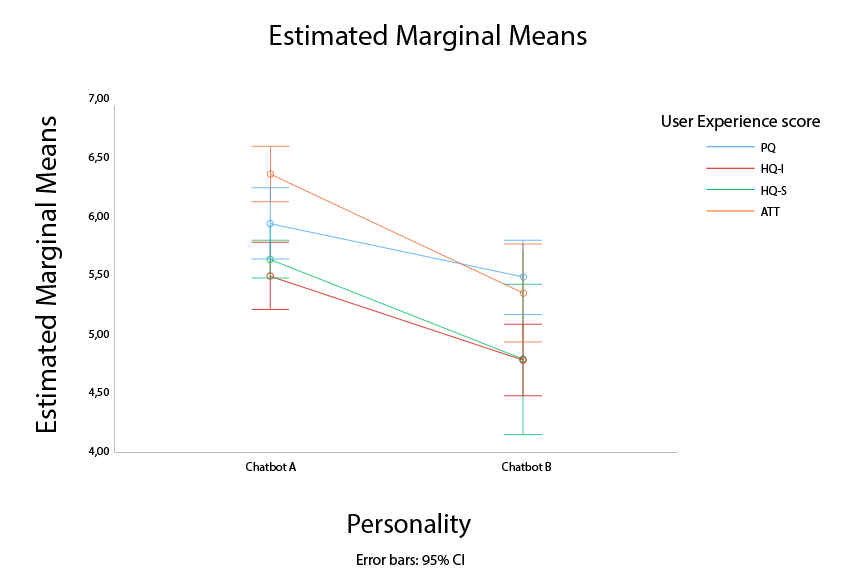 Estimated Marginal Means
Estimated Marginal Means
7,00
6,50
6,00
5,50
5,00
4,50
4,00
Chatbot A
Chatbot B
Personality
Error bars: 95% CI
User Experience score
PQ
HQ-I
HQ-S
ATT